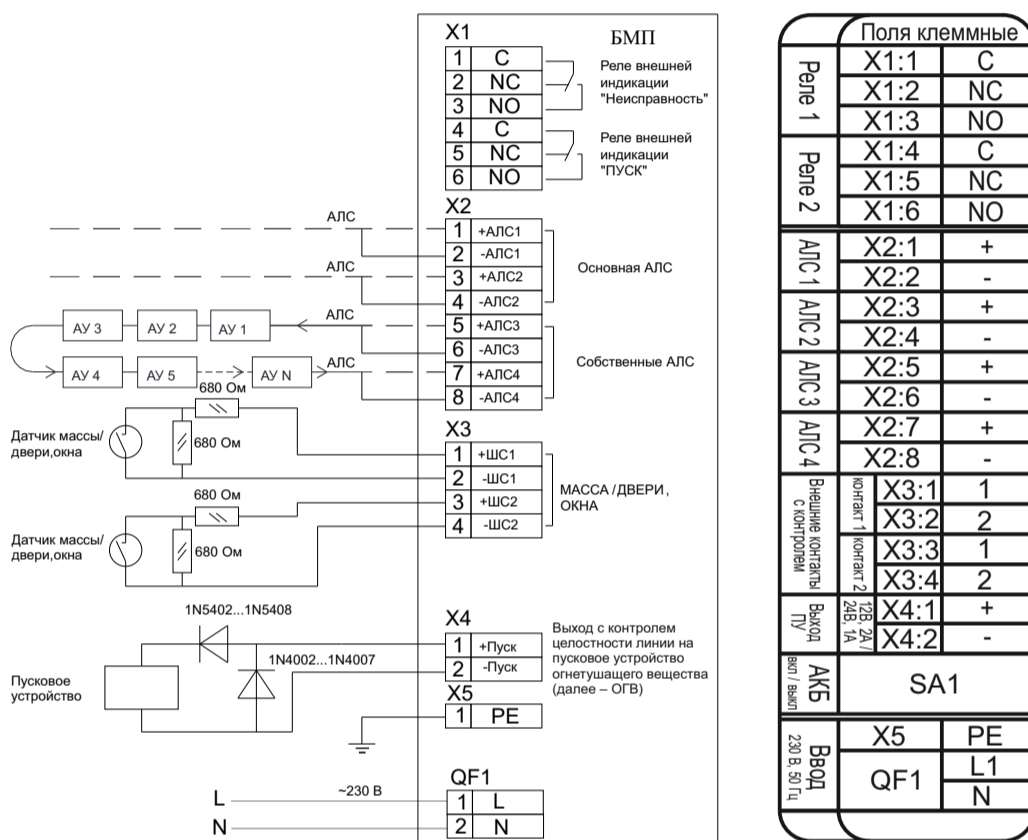 X1
БМП
1 C
2 NC
3 NO
4 C
5 NC
6 NO
Реле внешней
индикации
"Неисправность"
Реле внешней
индикации
"ПУСК"
X2
1 +АЛС1
2 -АЛС1
3 +АЛС2
4 -АЛС2
5 +АЛС3
6 -АЛС3
7 +АЛС4
8 -АЛС4
АЛС
АЛС
АЛС
АЛС
Основная АЛС
Собственные АЛС
АУ 3
АУ 2
АУ 1
АУ 4
АУ 5
АУ N
680 Ом
680 Ом
Датчик массы/
двери,окна
X3
1 +ШС1
2 -ШС1
3 +ШС2
4 -ШС2
МАССА /ДВЕРИ,
ОКНА
680 Ом
680 Ом
Датчик массы/
двери,окна
1N5402...1N5408
1N4002...1N4007
Пусковое
устройство
X4
1 +Пуск
2 -Пуск
Выход с контролем
целостности линии на
пусковое устройство
огнетушащего вещества
(далее – ОГВ)
X5
1 PE
QF1
1 L
2 N
L
N
~230 В
Поля клеммные
Реле 1
X1:1 C
X1:2 NC
X1:3 NO
Реле 2
X1:4 C
X1:5 NC
X1:6 NO
АЛС 1
X2:1 +
X2:2 -
АЛС 2
X2:3 +
X2:4 -
АЛС 3
X2:5 +
X2:6 -
АЛС 4
X2:7 +
X2:8 -
Внешние контакты
с контролем
контакт 1
X3:1 1
X3:2 2
контакт 2
X3:3 1
X3:4 2
Выход
ПУ
12В, 2А /
24В, 1А
X4:1 +
X4:2 -
АКБ
вкл / выкл
SA1
Ввод
230 В, 50 Гц
X5 PE
QF1 L1
N